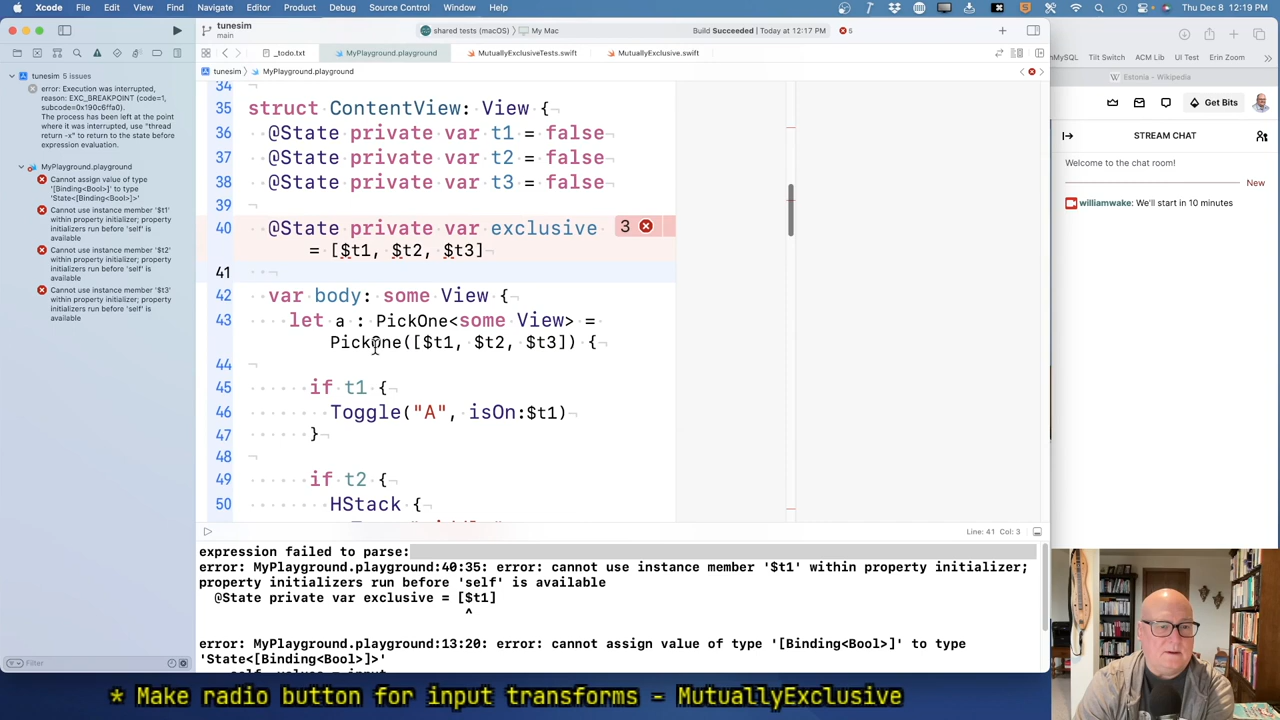 Xcode File Edit View Find Navigate Editor Product Debug Source Control Window Help
12:19:19
tunesim
main
shared tests (macOS) My Mac
Build Succeeded | Today at 12:17 PM
5
_todo.txt MyPlayground.playground MutuallyExclusiveTests.swift MutuallyExclusive.swift
tunesim MyPlayground.playground
tunesim 5 issues
error: Execution was interrupted,
reason: EXC_BREAKPOINT (code=1,
subcode=0x190c6ffa0).
The process has been left at the point
where it was interrupted, use "thread
return -x" to return to the state before
expression evaluation.
MyPlayground.playground
Cannot assign value of type
'[Binding<Bool>]' to type
'State<[Binding<Bool>]>'
Cannot use instance member '$t1'
within property initializer; property
initializers run before 'self' is
available
Cannot use instance member '$t2'
within property initializer; property
initializers run before 'self' is
available
Cannot use instance member '$t3'
within property initializer; property
initializers run before 'self' is
available
Filter
34
35 struct ContentView: View {
36 @State private var t1 = false
37 @State private var t2 = false
38 @State private var t3 = false
39
40 @State private var exclusive 3
= [$t1, $t2, $t3]
41
42 var body: some View {
43 let a : PickOne<some View> =
PickOne([$t1, $t2, $t3]) {
44
45 if t1 {
46 Toggle("A", isOn:$t1)
47 }
48
49 if t2 {
50 HStack {
Line: 41 Col: 3
expression failed to parse:
error: MyPlayground.playground:40:35: error: cannot use instance member '$t1' within property initializer;
property initializers run before 'self' is available
@State private var exclusive = [$t1]
^
error: MyPlayground.playground:13:20: error: cannot assign value of type '[Binding<Bool>]' to type
'State<[Binding<Bool>]>'
MySQL Tilt Switch ACM Lib UI Test Erin Zoom
Estonia - Wikipedia
Get Bits
STREAM CHAT
Welcome to the chat room!
New
williamwake: We'll start in 10 minutes
* Make radio button for input transforms - MutuallyExclusive